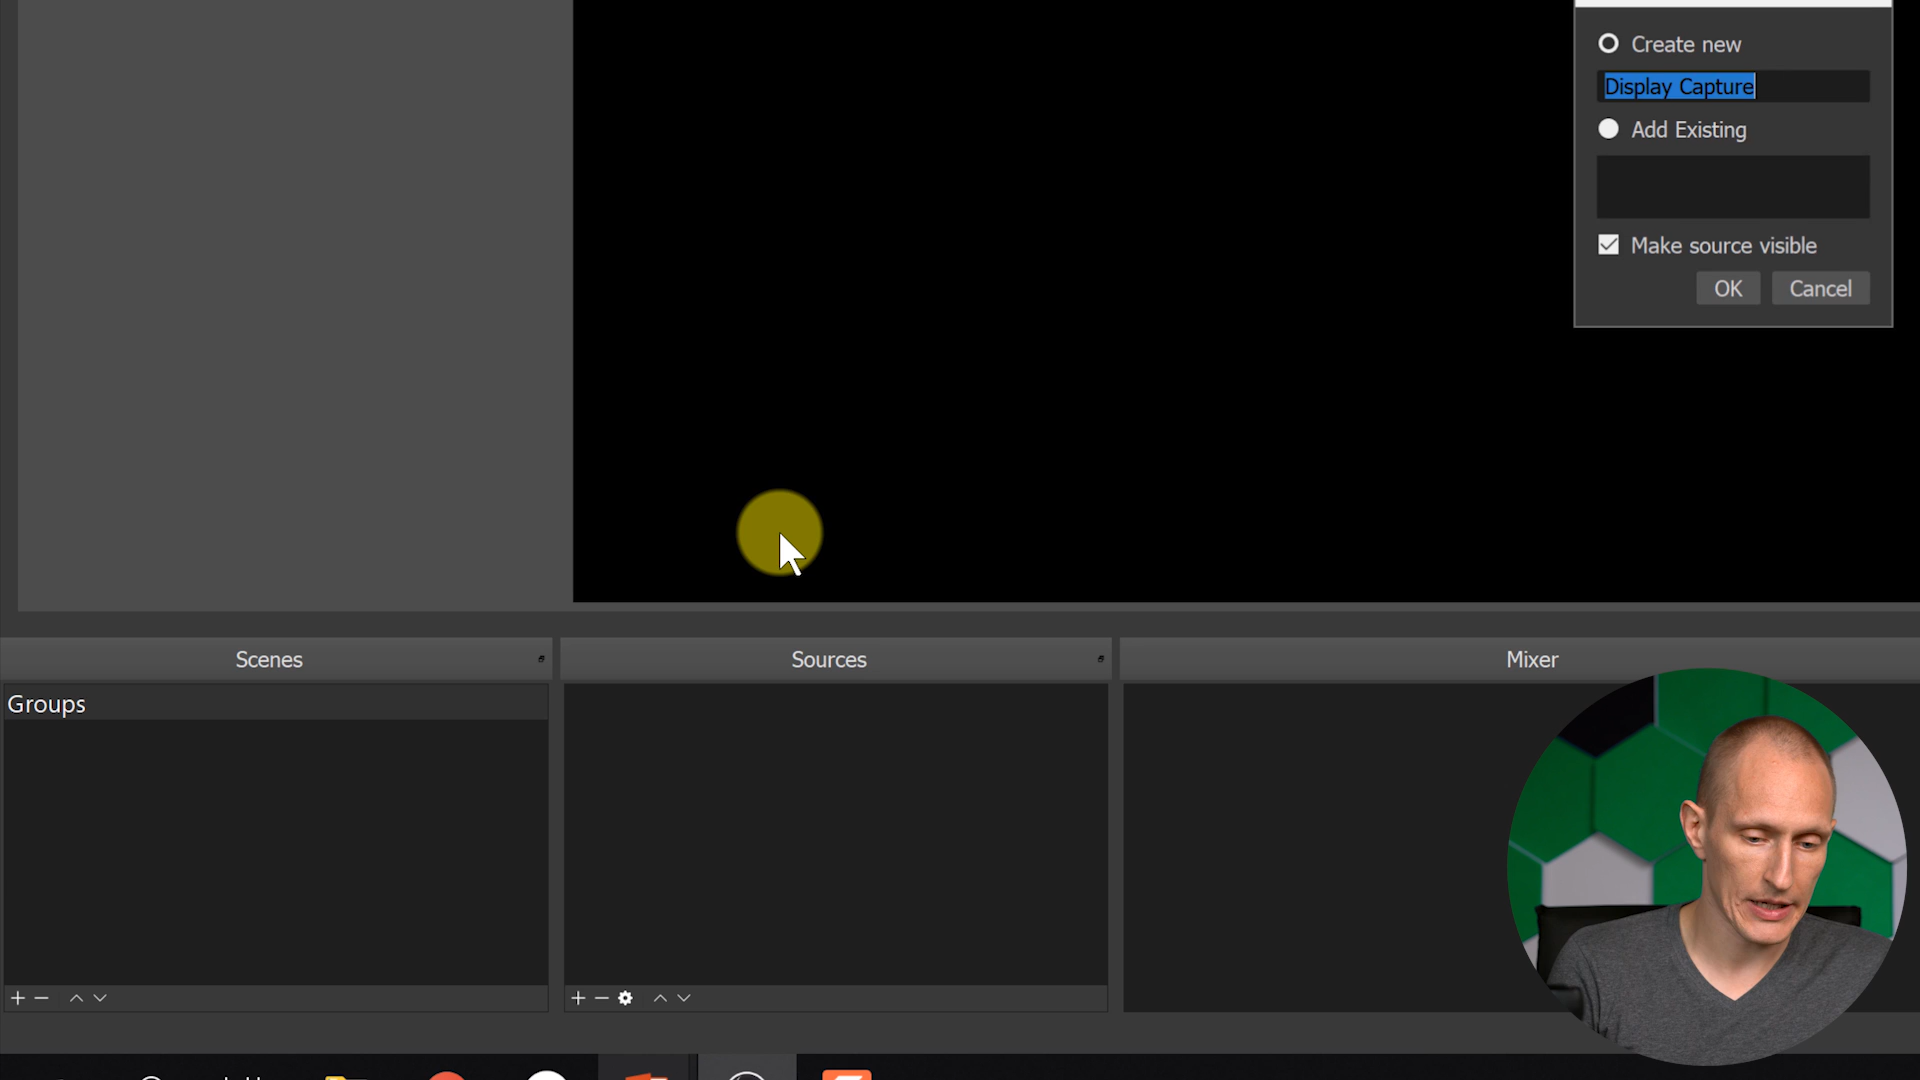 Create new
Display Capture
Add Existing
Make source visible
OK Cancel
Scenes Sources Mixer
Groups